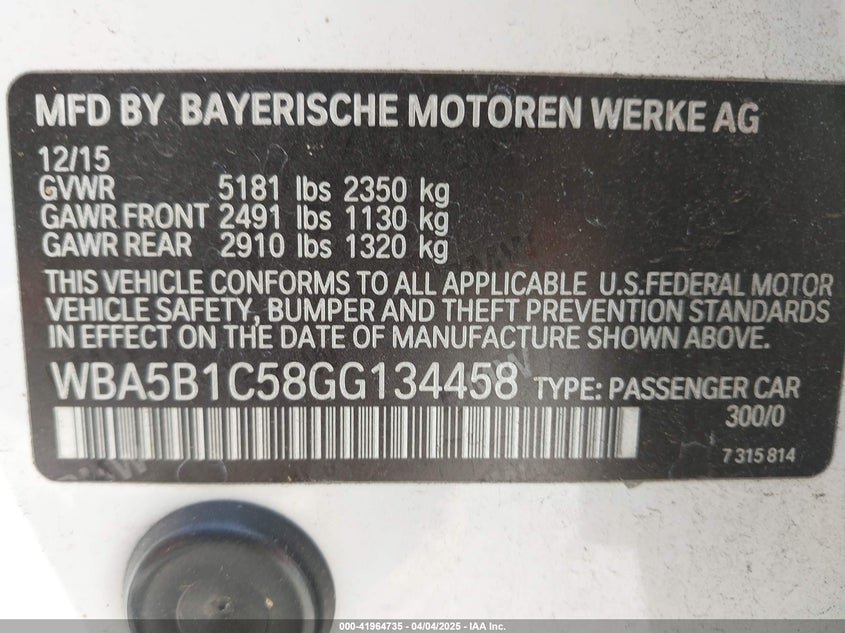 MFD BY BAYERISCHE MOTOREN WERKE AG
12/15
GVWR 5181 lbs 2350 kg
GAWR FRONT 2491 lbs 1130 kg
GAWR REAR 2910 lbs 1320 kg
THIS VEHICLE CONFORMS TO ALL APPLICABLE U.S.FEDERAL MOTOR
VEHICLE SAFETY, BUMPER AND THEFT PREVENTION STANDARDS
IN EFFECT ON THE DATE OF MANUFACTURE SHOWN ABOVE.
WBA5B1C58GG134458 TYPE: PASSENGER CAR
300/0
7 315 814
000-41964735 - 04/04/2025 - IAA Inc.